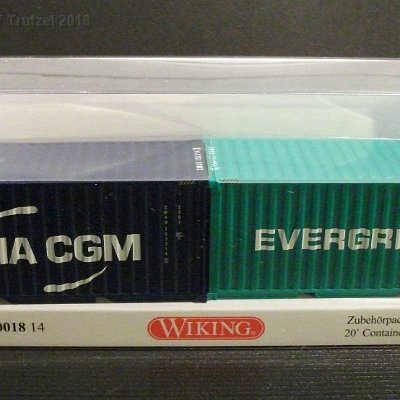 Trutzel 2018
MA CGM
EVERGRE
0018 14
WIKING
Zubehörpac
20' Containe